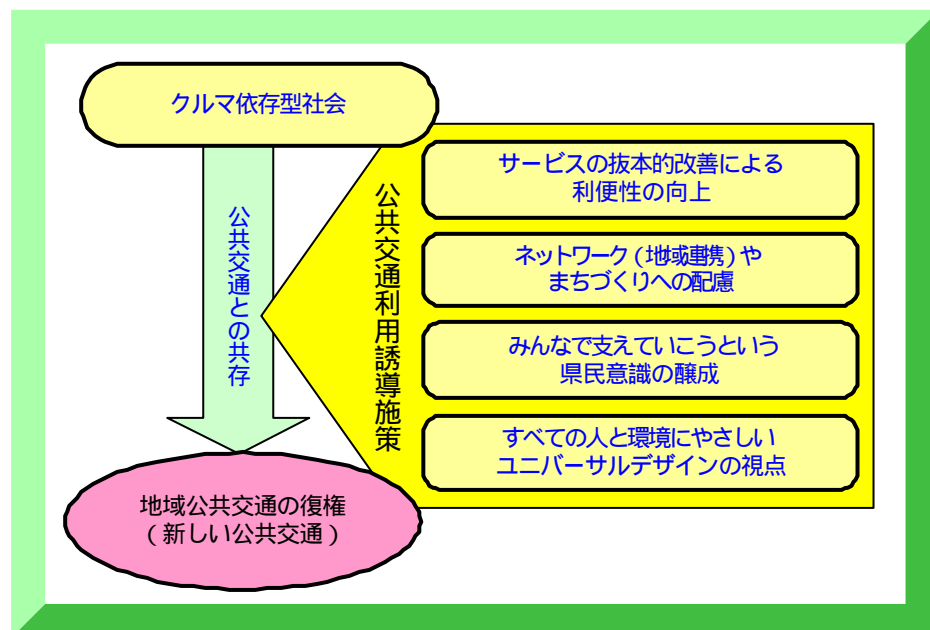 クルマ依存型社会
公共交通との共存
公共交通利用誘導施策
サービスの抜本的改善による
利便性の向上
ネットワーク（地域連携）や
まちづくりへの配慮
みんなで支えていこうという
県民意識の醸成
すべての人と環境にやさしい
ユニバーサルデザインの視点
地域公共交通の復権
（新しい公共交通）